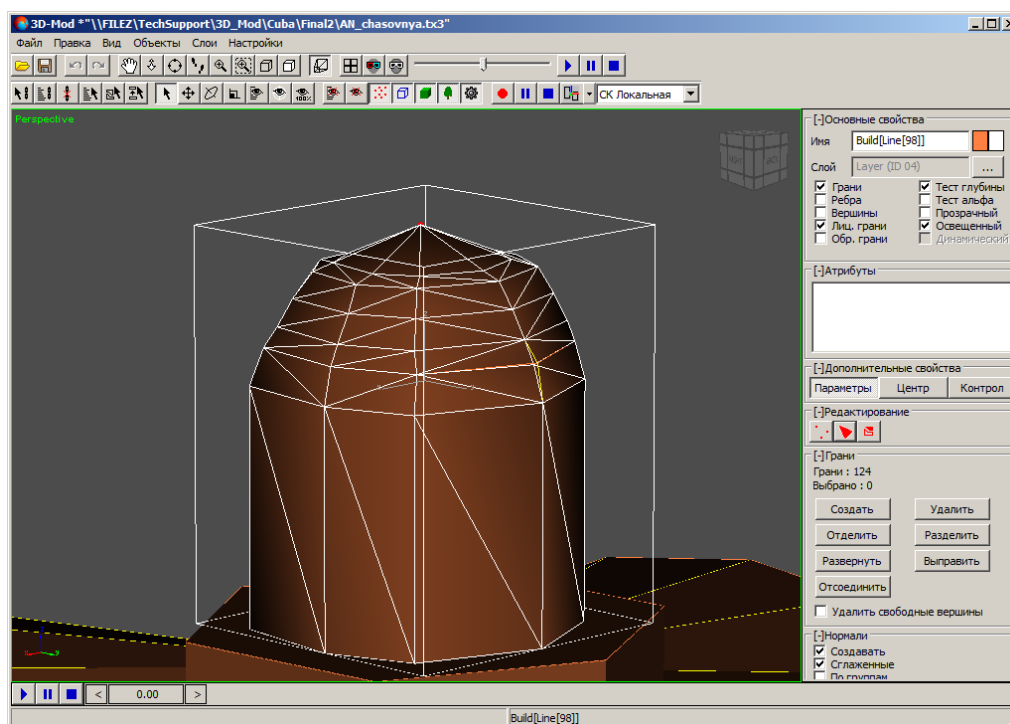 3D-Mod *"\\FILEZ\TechSupport\3D_Mod\Cuba\Final2\AN_chasovnya.tx3"
Файл Правка Вид Объекты Слои Настройки
100%
СК Локальная
Perspective
[-]Основные свойства
Имя Build[Line[98]]
Слой Layer (ID 04) ...
Грани Тест глубины
Ребра Тест альфа
Вершины Прозрачный
Лиц. грани Освещенный
Обр. грани Динамический
[-]Атрибуты
[-]Дополнительные свойства
Параметры Центр Контрол
[-]Редактирование
[-]Грани
Грани : 124
Выбрано : 0
Создать Удалить
Отделить Разделить
Развернуть Выправить
Отсоединить
Удалить свободные вершины
[-]Нормали
Создавать
Сглаженные
По группам
< 0.00 >
Build[Line[98]]